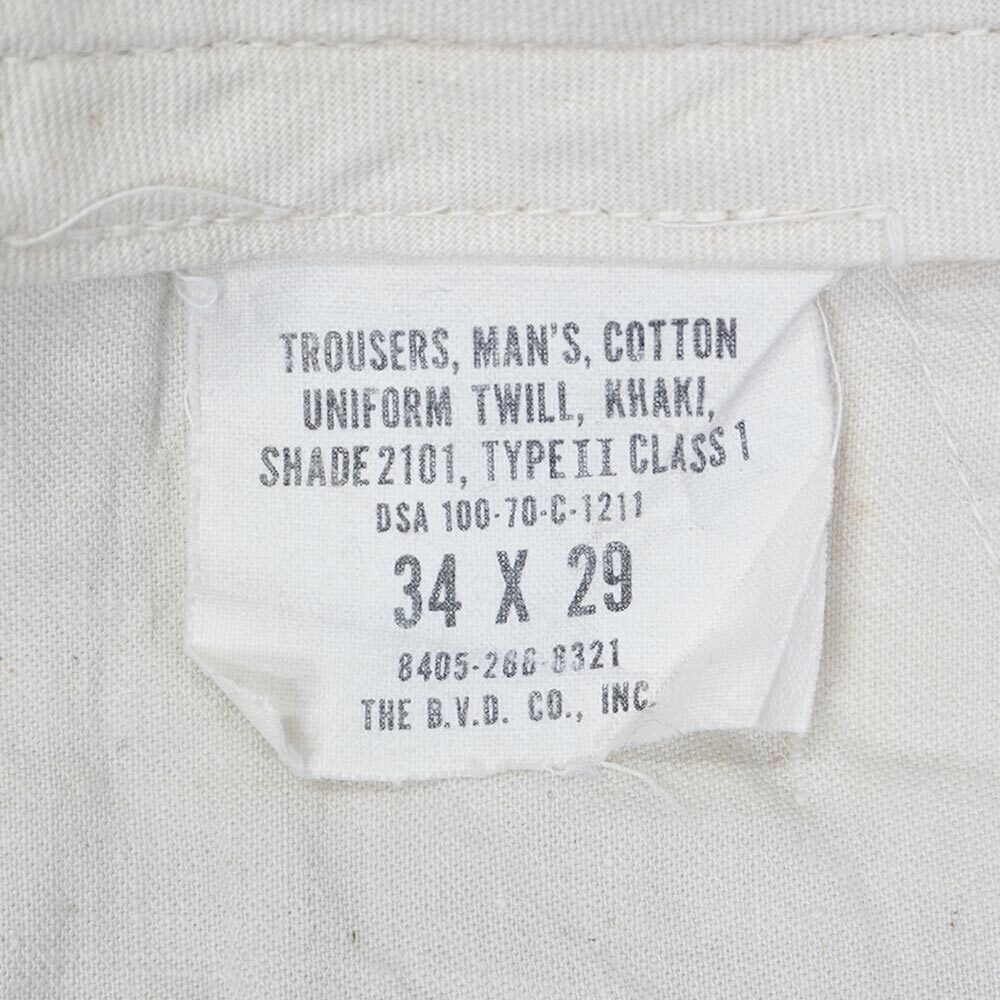 TROUSERS, MAN'S, COTTON
UNIFORM TWILL, KHAKI,
SHADE 2101, TYPE II CLASS 1
DSA 100-70-C-1211
34 X 29
8405-266-8321
THE B.V.D. CO., INC.